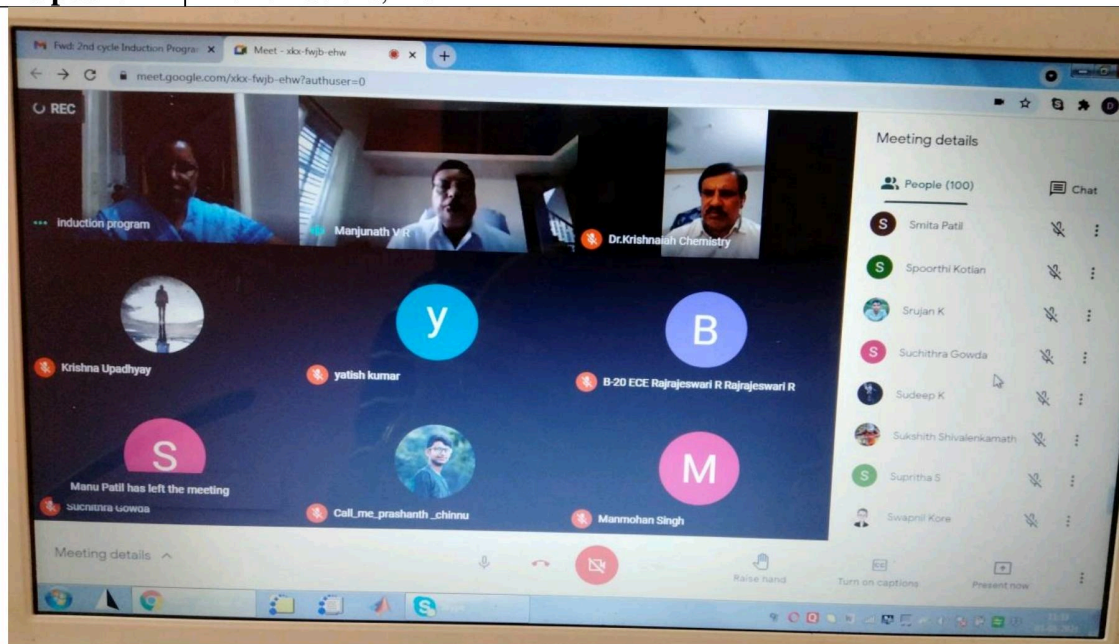 Fwd: 2nd cycle Induction Progra
Meet - xkx-fwjb-ehw
meet.google.com/xkx-fwjb-ehw?authuser=0
REC
induction program
Manjunath V R
Dr.Krishnaiah Chemistry
Krishna Upadhyay
y
yatish kumar
B
B-20 ECE Rajrajeswari R Rajrajeswari R
S
Manu Patil has left the meeting
Suchithra Gowda
Call_me_prashanth _chinnu
M
Manmohan Singh
Meeting details
People (100)
Chat
S Smita Patil
S Spoorthi Kotian
Srujan K
S Suchithra Gowda
Sudeep K
Sukshith Shivalenkamath
S Supritha S
Swapnil Kore
Meeting details
Raise hand
Turn on captions
Present now